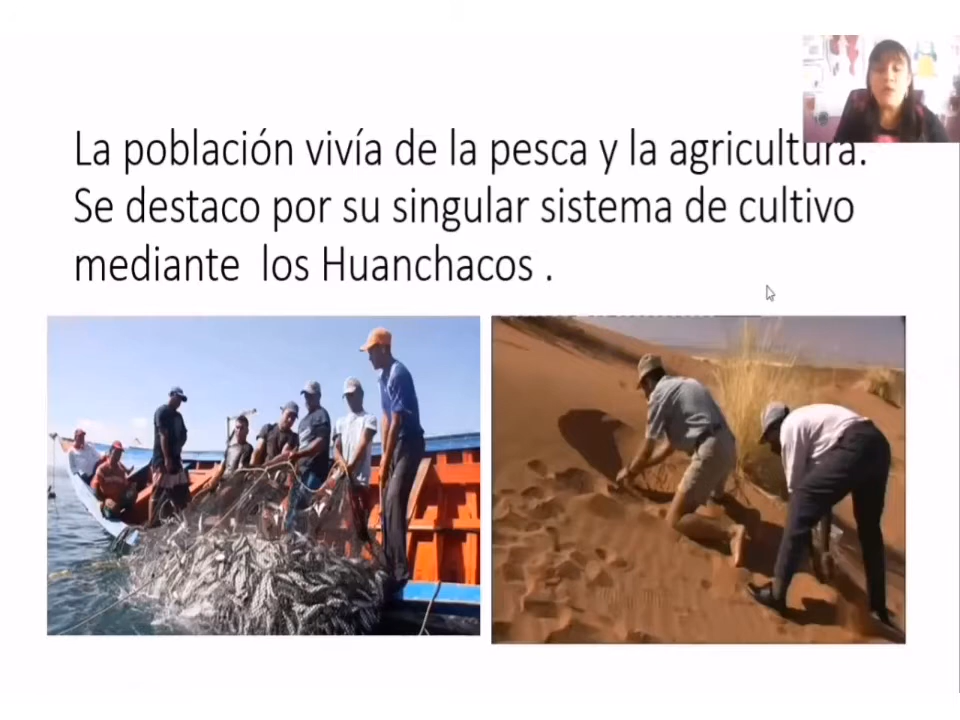 La población vivía de la pesca y la agricultura.
Se destaco por su singular sistema de cultivo
mediante  los Huanchacos .